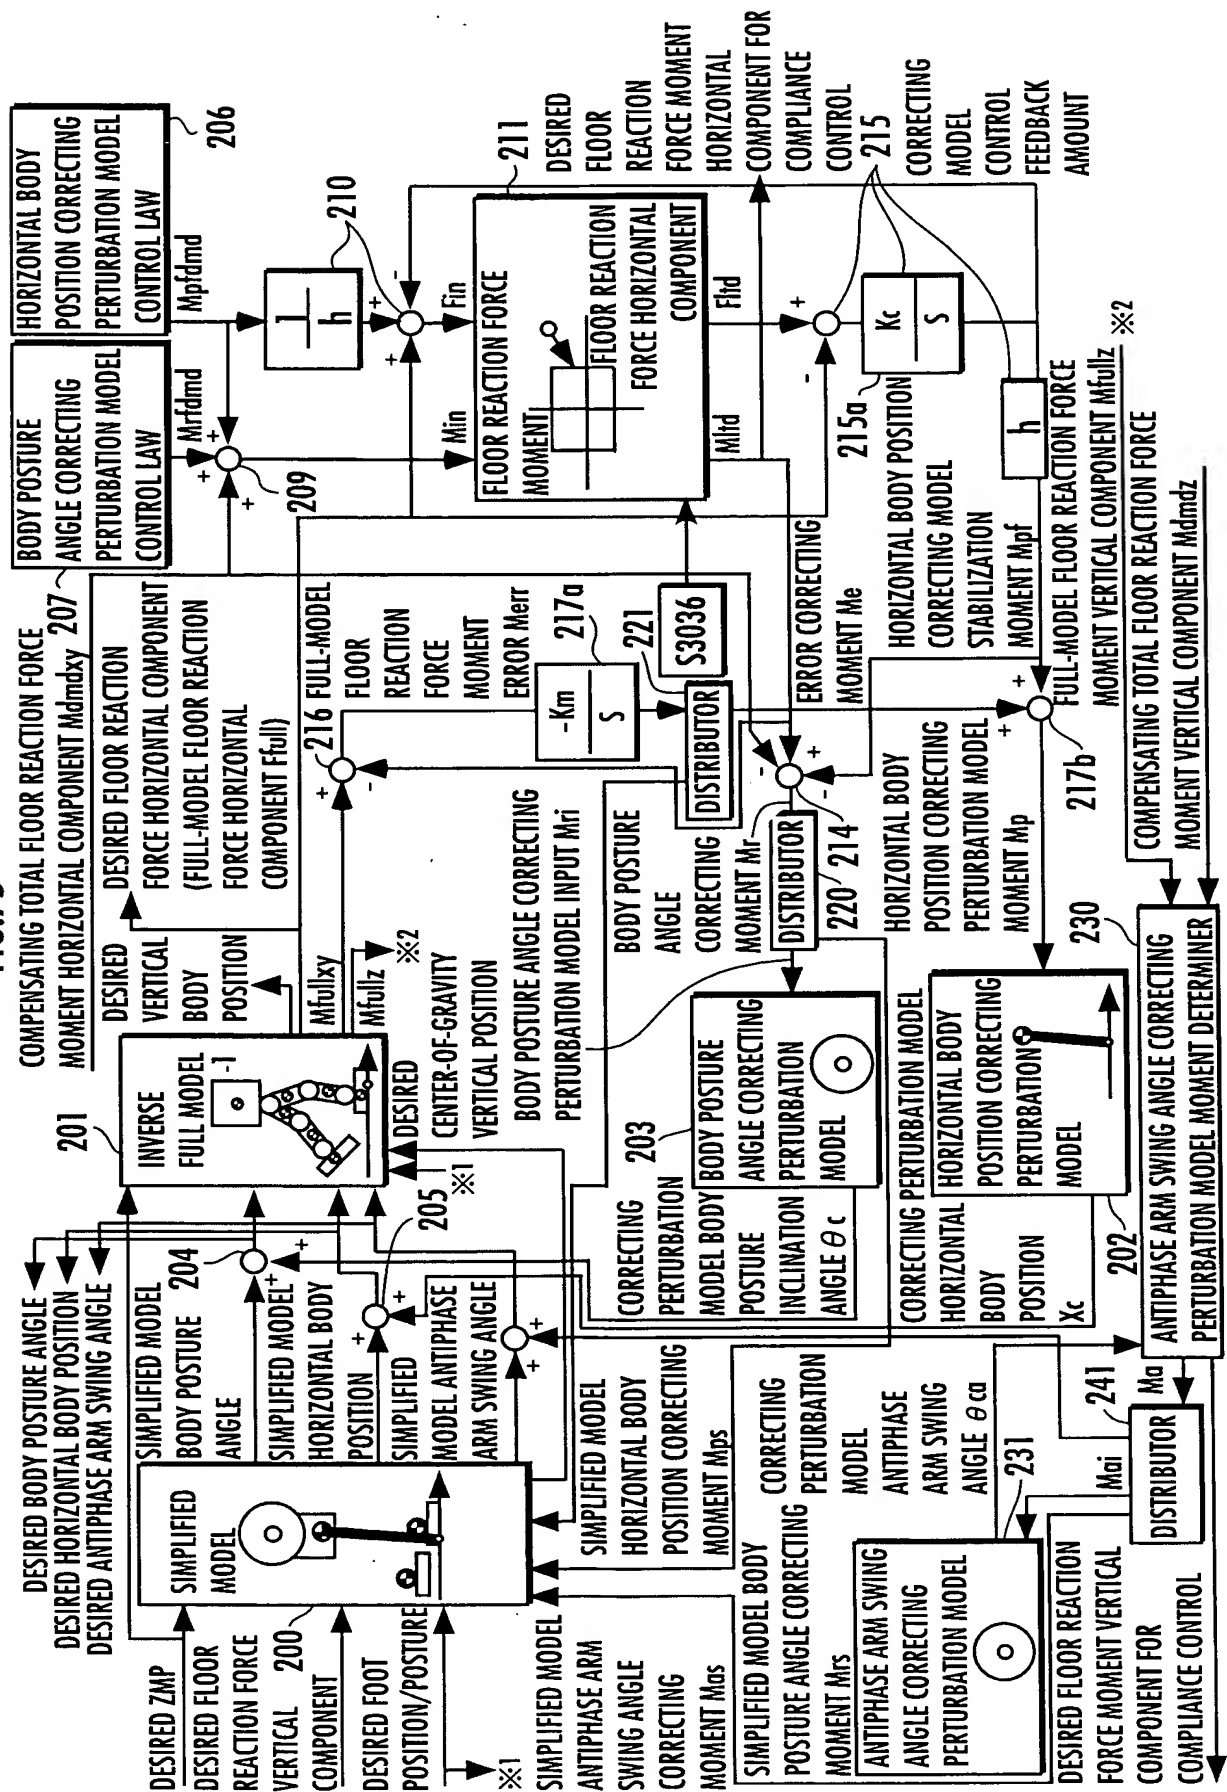 FIG.75
COMPENSATING TOTAL FLOOR REACTION FORCE
MOMENT HORIZONTAL COMPONENT Mdmdxy
207
BODY POSTURE
ANGLE CORRECTING
PERTURBATION MODEL
CONTROL LAW
HORIZONTAL BODY
POSITION CORRECTING
PERTURBATION MODEL
CONTROL LAW
206
Mrfdmd
Mpfdmd
209
1
h
210
Min
Fin
211
FLOOR REACTION FORCE
MOMENT
FLOOR REACTION
FORCE HORIZONTAL
COMPONENT
Mltd
Fltd
DESIRED
FLOOR
REACTION
FORCE MOMENT
HORIZONTAL
COMPONENT FOR
COMPLIANCE
CONTROL
215
CORRECTING
MODEL
CONTROL
FEEDBACK
AMOUNT
Kc
S
215a
h
DESIRED BODY POSTURE ANGLE
DESIRED HORIZONTAL BODY POSITION
DESIRED ANTIPHASE ARM SWING ANGLE
201
INVERSE
FULL MODEL
-1
DESIRED
VERTICAL
BODY
POSITION
DESIRED FLOOR REACTION
FORCE HORIZONTAL COMPONENT
(FULL-MODEL FLOOR REACTION
FORCE HORIZONTAL
COMPONENT Ffull)
Mfullxy
Mfullz
※2
216
FULL-MODEL
FLOOR
REACTION
FORCE
MOMENT
ERROR Merr
217a
-Km
S
221
DISTRIBUTOR
S3036
ERROR CORRECTING
MOMENT Me
HORIZONTAL BODY POSITION
CORRECTING MODEL
STABILIZATION
MOMENT Mpf
FULL-MODEL FLOOR REACTION FORCE
MOMENT VERTICAL COMPONENT Mfullz ※2
COMPENSATING TOTAL FLOOR REACTION FORCE
MOMENT VERTICAL COMPONENT Mdmdz
DESIRED
CENTER-OF-GRAVITY
VERTICAL POSITION
※1
BODY POSTURE ANGLE CORRECTING
PERTURBATION MODEL INPUT Mri
BODY POSTURE
ANGLE
CORRECTING
MOMENT Mr
DISTRIBUTOR
220
214
217b
HORIZONTAL BODY
POSITION CORRECTING
PERTURBATION MODEL
MOMENT Mp
204
205
SIMPLIFIED MODEL
BODY POSTURE
ANGLE
SIMPLIFIED MODEL
HORIZONTAL BODY
POSITION
SIMPLIFIED
MODEL ANTIPHASE
ARM SWING ANGLE
SIMPLIFIED
MODEL
200
DESIRED ZMP
DESIRED FLOOR
REACTION FORCE
VERTICAL
COMPONENT
DESIRED FOOT
POSITION/POSTURE
※1
203
BODY POSTURE
ANGLE CORRECTING
PERTURBATION
MODEL
CORRECTING
PERTURBATION
MODEL BODY
POSTURE
INCLINATION
ANGLE θc
230
HORIZONTAL BODY
POSITION CORRECTING
PERTURBATION
MODEL
202
CORRECTING PERTURBATION MODEL
HORIZONTAL
BODY
POSITION
Xc
ANTIPHASE ARM SWING ANGLE CORRECTING
PERTURBATION MODEL MOMENT DETERMINER
SIMPLIFIED MODEL
HORIZONTAL BODY
POSITION CORRECTING
MOMENT Mps
CORRECTING
PERTURBATION
MODEL
ANTIPHASE
ARM SWING
ANGLE θca
231
SIMPLIFIED MODEL
ANTIPHASE ARM
SWING ANGLE
CORRECTING
MOMENT Mas
SIMPLIFIED MODEL BODY
POSTURE ANGLE CORRECTING
MOMENT Mrs
ANTIPHASE ARM SWING
ANGLE CORRECTING
PERTURBATION MODEL
Mai
Ma
241
DISTRIBUTOR
DESIRED FLOOR REACTION
FORCE MOMENT VERTICAL
COMPONENT FOR
COMPLIANCE CONTROL